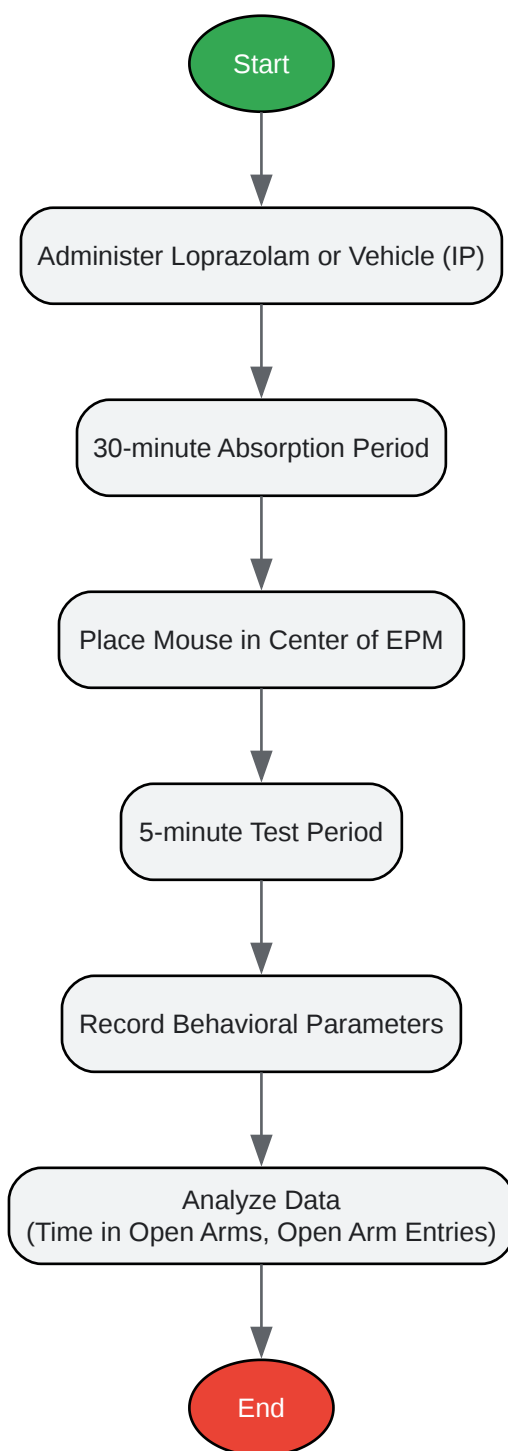 Start
Administer Loprazolam or Vehicle (IP)
30-minute Absorption Period
Place Mouse in Center of EPM
5-minute Test Period
Record Behavioral Parameters
Analyze Data
(Time in Open Arms, Open Arm Entries)
End